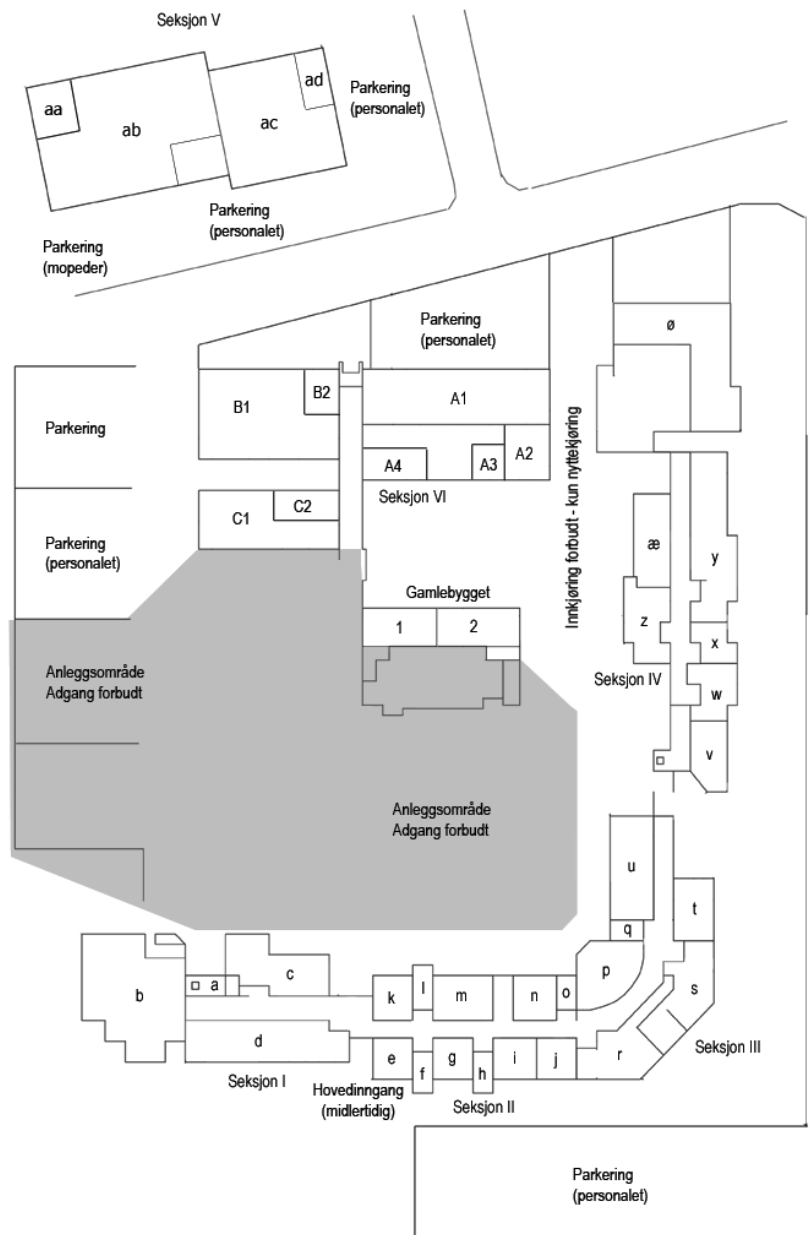 Seksjon V
aa
ab
ac
ad
Parkering
(personalet)
Parkering
(personalet)
Parkering
(mopeder)
Parkering
(personalet)
ø
B1
B2
A1
Parkering
A4
A3
A2
Seksjon VI
C1
C2
Parkering
(personalet)
Innkjøring forbudt - kun nyttekjøring
æ
y
Gamlebygget
1
2
z
x
Seksjon IV
w
v
Anleggsområde
Adgang forbudt
Anleggsområde
Adgang forbudt
u
t
q
p
b
a
c
k
l
m
n
o
s
d
e
f
g
h
i
j
r
Seksjon III
Seksjon I
Hovedinngang
(midlertidig)
Seksjon II
Parkering
(personalet)